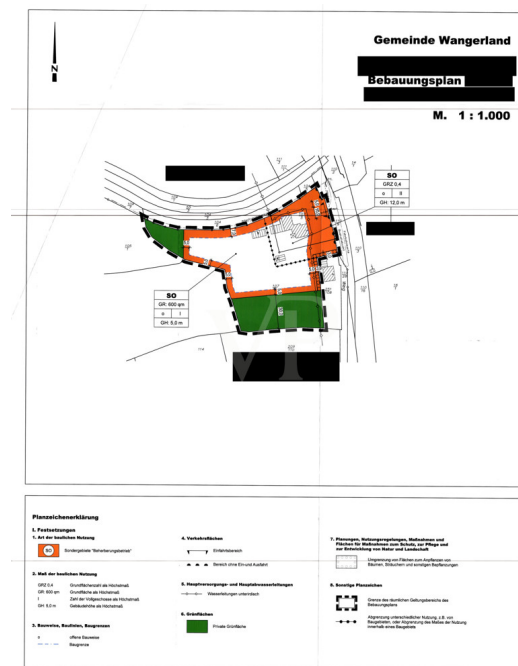 Gemeinde Wangerland
Bebauungsplan
M. 1 : 1.000
N
SO
GRZ 0,4
o II
GH: 12,0 m
SO
GR: 600 qm
o I
GH: 5,0 m
Planzeichenerklärung
I. Festsetzungen
1. Art der baulichen Nutzung
SO Sondergebiete "Beherbergungsbetrieb"
2. Maß der baulichen Nutzung
GRZ 0,4 Grundflächenzahl als Höchstmaß
GR: 600 qm Grundfläche als Höchstmaß
I Zahl der Vollgeschosse als Höchstmaß
GH 5,0 m Gebäudehöhe als Höchstmaß
3. Bauweise, Baulinien, Baugrenzen
o offene Bauweise
Baugrenze
4. Verkehrsflächen
Einfahrtsbereich
Bereich ohne Ein-und Ausfahrt
5. Hauptversorgungs- und Hauptabwasserleitungen
Wasserleitungen unterirdisch
6. Grünflächen
Private Grünfläche
7. Planungen, Nutzungsregelungen, Maßnahmen und
Flächen für Maßnahmen zum Schutz, zur Pflege und
zur Entwicklung von Natur und Landschaft
Umgrenzung von Flächen zum Anpflanzen von
Bäumen, Sträuchern und sonstigen Bepflanzungen
8. Sonstige Planzeichen
Grenze des räumlichen Geltungsbereichs des
Bebauungsplans
Abgrenzung unterschiedlicher Nutzung, z.B. von
Baugebieten, oder Abgrenzung des Maßes der Nutzung
innerhalb eines Baugebiets